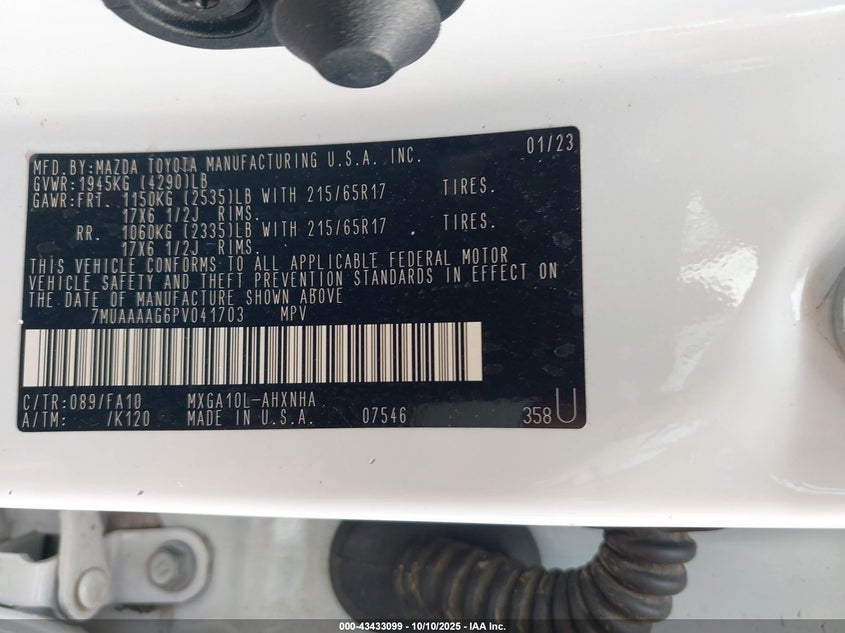 MFD.BY:MAZDA TOYOTA MANUFACTURING U.S.A. INC. 01/23
GVWR:1945KG (4290)LB
GAWR:FRT. 1150KG (2535)LB WITH 215/65R17 TIRES.
17X6 1/2J RIMS.
RR. 1060KG (2335)LB WITH 215/65R17 . TIRES.
17X6 1/2J RIMS.
THIS VEHICLE CONFORMS TO ALL APPLICABLE FEDERAL MOTOR
VEHICLE SAFETY AND THEFT PREVENTION STANDARDS IN EFFECT ON
THE DATE OF MANUFACTURE SHOWN ABOVE
7MUAAAAG6PV041703 MPV
C/TR:089/FA10 MXGA10L-AHXNHA
A/TM: /K120 MADE IN U.S.A. 07546 358 U
000-43433099 - 10/10/2025 - IAA Inc.